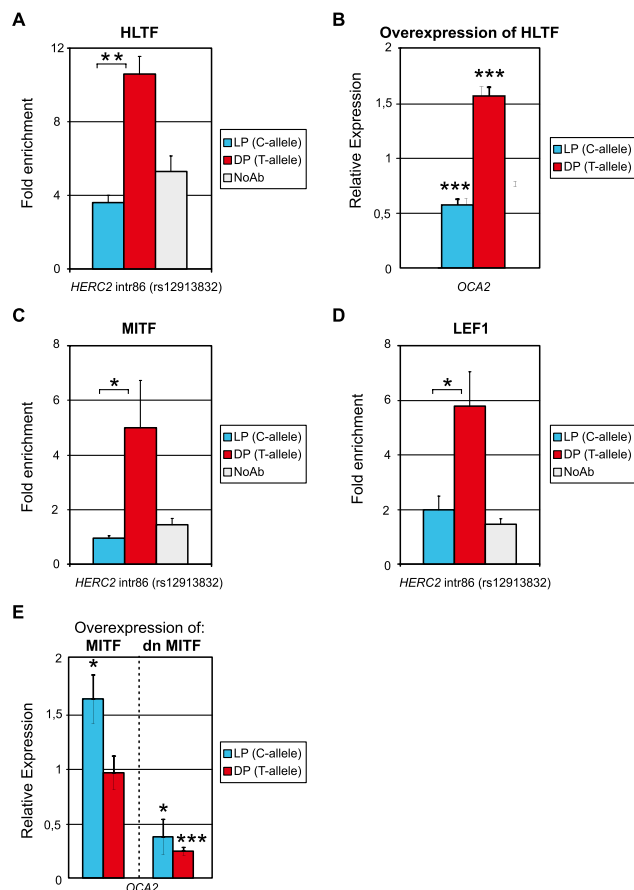 A
HLTF
Fold enrichment
12
8
4
0
**
HERC2 intr86 (rs12913832)
LP (C-allele)
DP (T-allele)
NoAb
B
Overexpression of HLTF
Relative Expression
2
1,5
1
0,5
0
***
***
OCA2
LP (C-allele)
DP (T-allele)
C
MITF
Fold enrichment
8
6
4
2
0
*
HERC2 intr86 (rs12913832)
LP (C-allele)
DP (T-allele)
NoAb
D
LEF1
Fold enrichment
8
6
4
2
0
*
HERC2 intr86 (rs12913832)
LP (C-allele)
DP (T-allele)
NoAb
E
Overexpression of:
MITF dn MITF
Relative Expression
2
1,5
1
0,5
0
*
*
***
OCA2
LP (C-allele)
DP (T-allele)